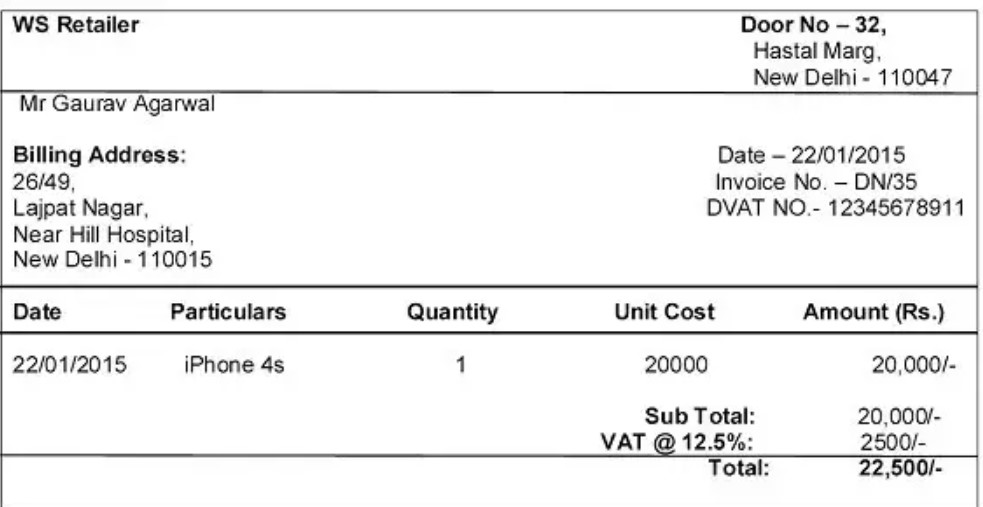 WS Retailer Door No – 32,
Hastal Marg,
New Delhi - 110047
Mr Gaurav Agarwal
Billing Address: Date – 22/01/2015
26/49, Invoice No. – DN/35
Lajpat Nagar, DVAT NO.- 12345678911
Near Hill Hospital,
New Delhi - 110015
Date Particulars Quantity Unit Cost Amount (Rs.)
22/01/2015 iPhone 4s 1 20000 20,000/-
Sub Total: 20,000/-
VAT @ 12.5%: 2500/-
Total: 22,500/-